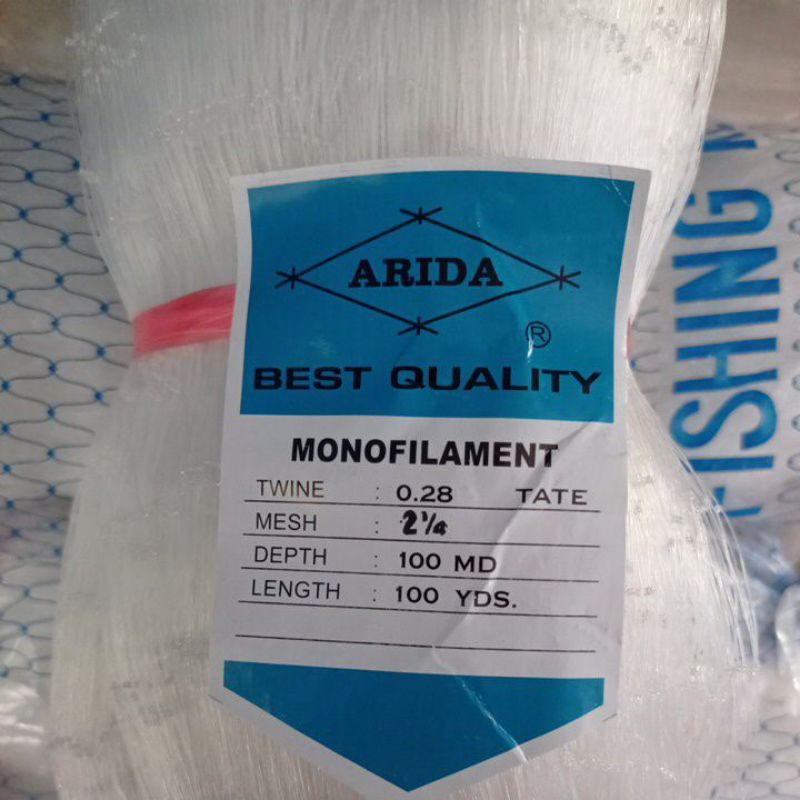 ARIDA
®
BEST QUALITY
MONOFILAMENT
TWINE : 0.28 TATE
MESH : 2¼
DEPTH : 100 MD
LENGTH : 100 YDS.
FISHING